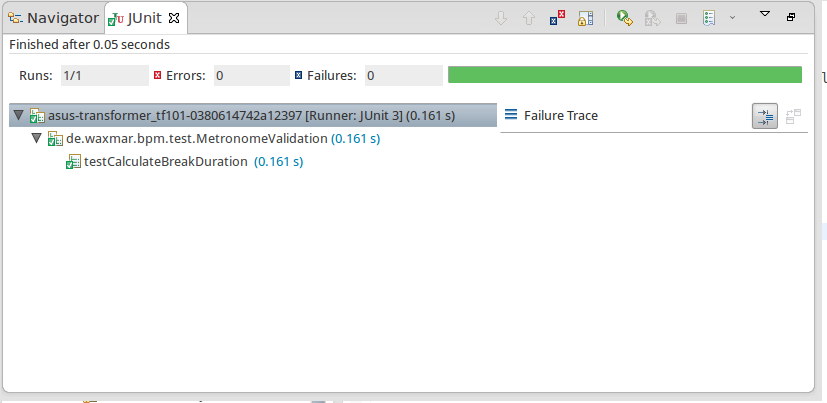 Navigator
JUnit
Finished after 0.05 seconds
Runs: 1/1 Errors: 0 Failures: 0
asus-transformer_tf101-0380614742a12397 [Runner: JUnit 3] (0.161 s)
Failure Trace
de.waxmar.bpm.test.MetronomeValidation (0.161 s)
testCalculateBreakDuration (0.161 s)